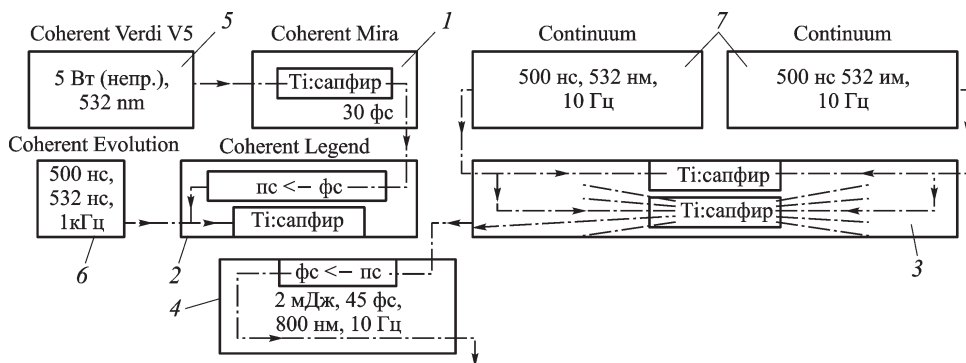 5
1
7
Coherent Verdi V5
Coherent Mira
Continuum
Continuum
5 Вт (непр.),
532 nm
Ti:сапфир
30 фс
500 нс, 532 нм,
10 Гц
500 нс 532 им,
10 Гц
Coherent Evolution
Coherent Legend
500 нс,
532 нс,
1кГц
пс <– фс
Ti:сапфир
Ti:сапфир
Ti:сапфир
6
2
3
4
фс <– пс
2 мДж, 45 фс,
800 нм, 10 Гц